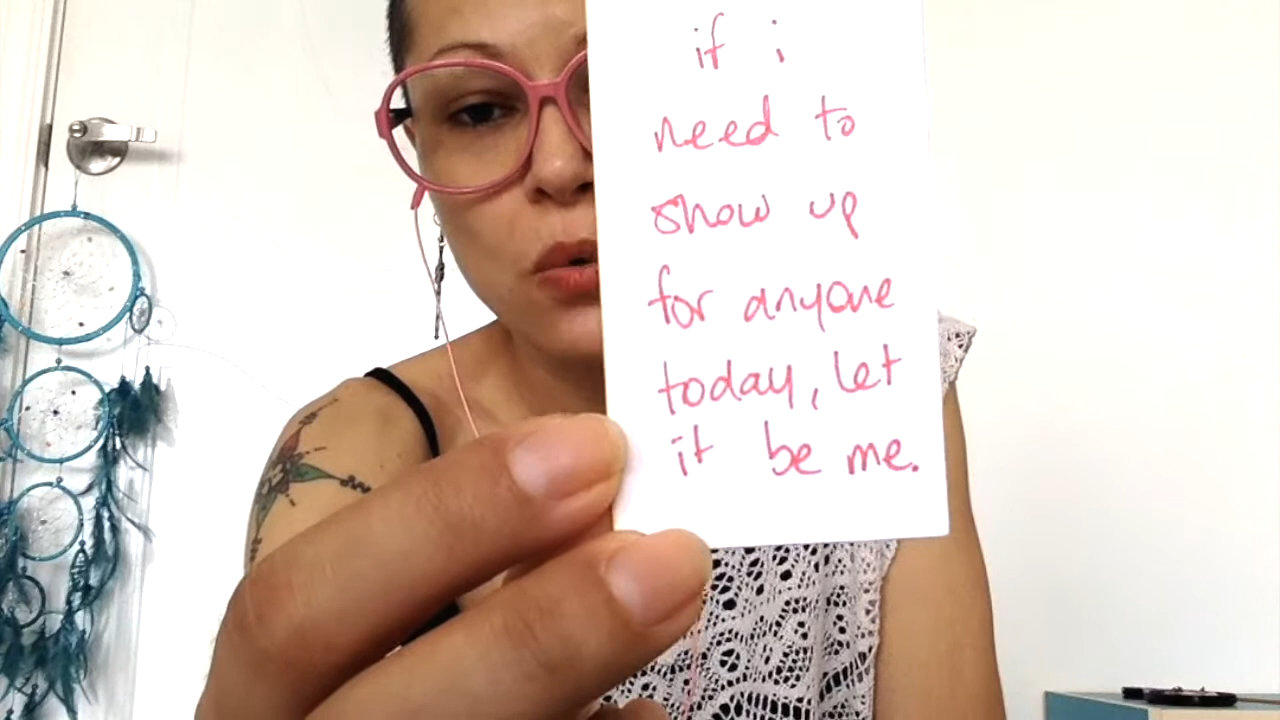 if i
need to
show up
for anyone
today, let
it be me.